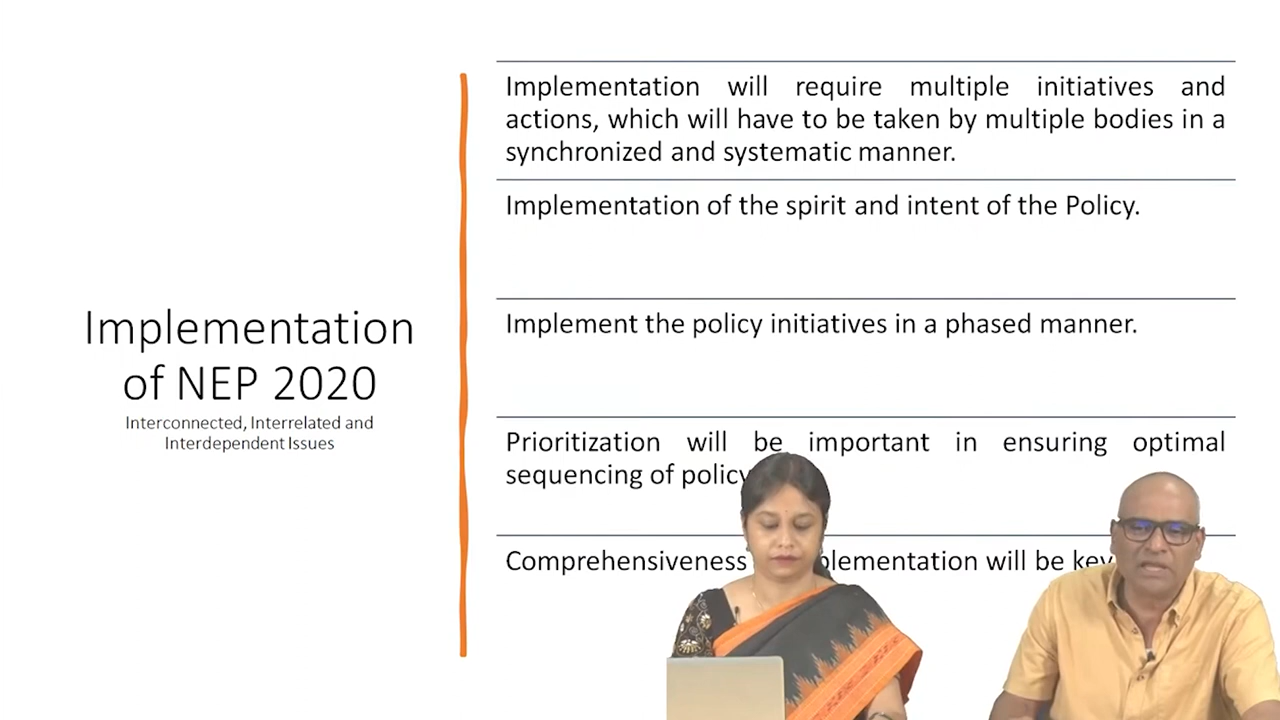 Implementation
of NEP 2020
Interconnected, Interrelated and
Interdependent Issues
Implementation will require multiple initiatives and
actions, which will have to be taken by multiple bodies in a
synchronized and systematic manner.
Implementation of the spirit and intent of the Policy.
Implement the policy initiatives in a phased manner.
Prioritization will be important in ensuring optimal
sequencing of policy
Comprehensiveness will be key